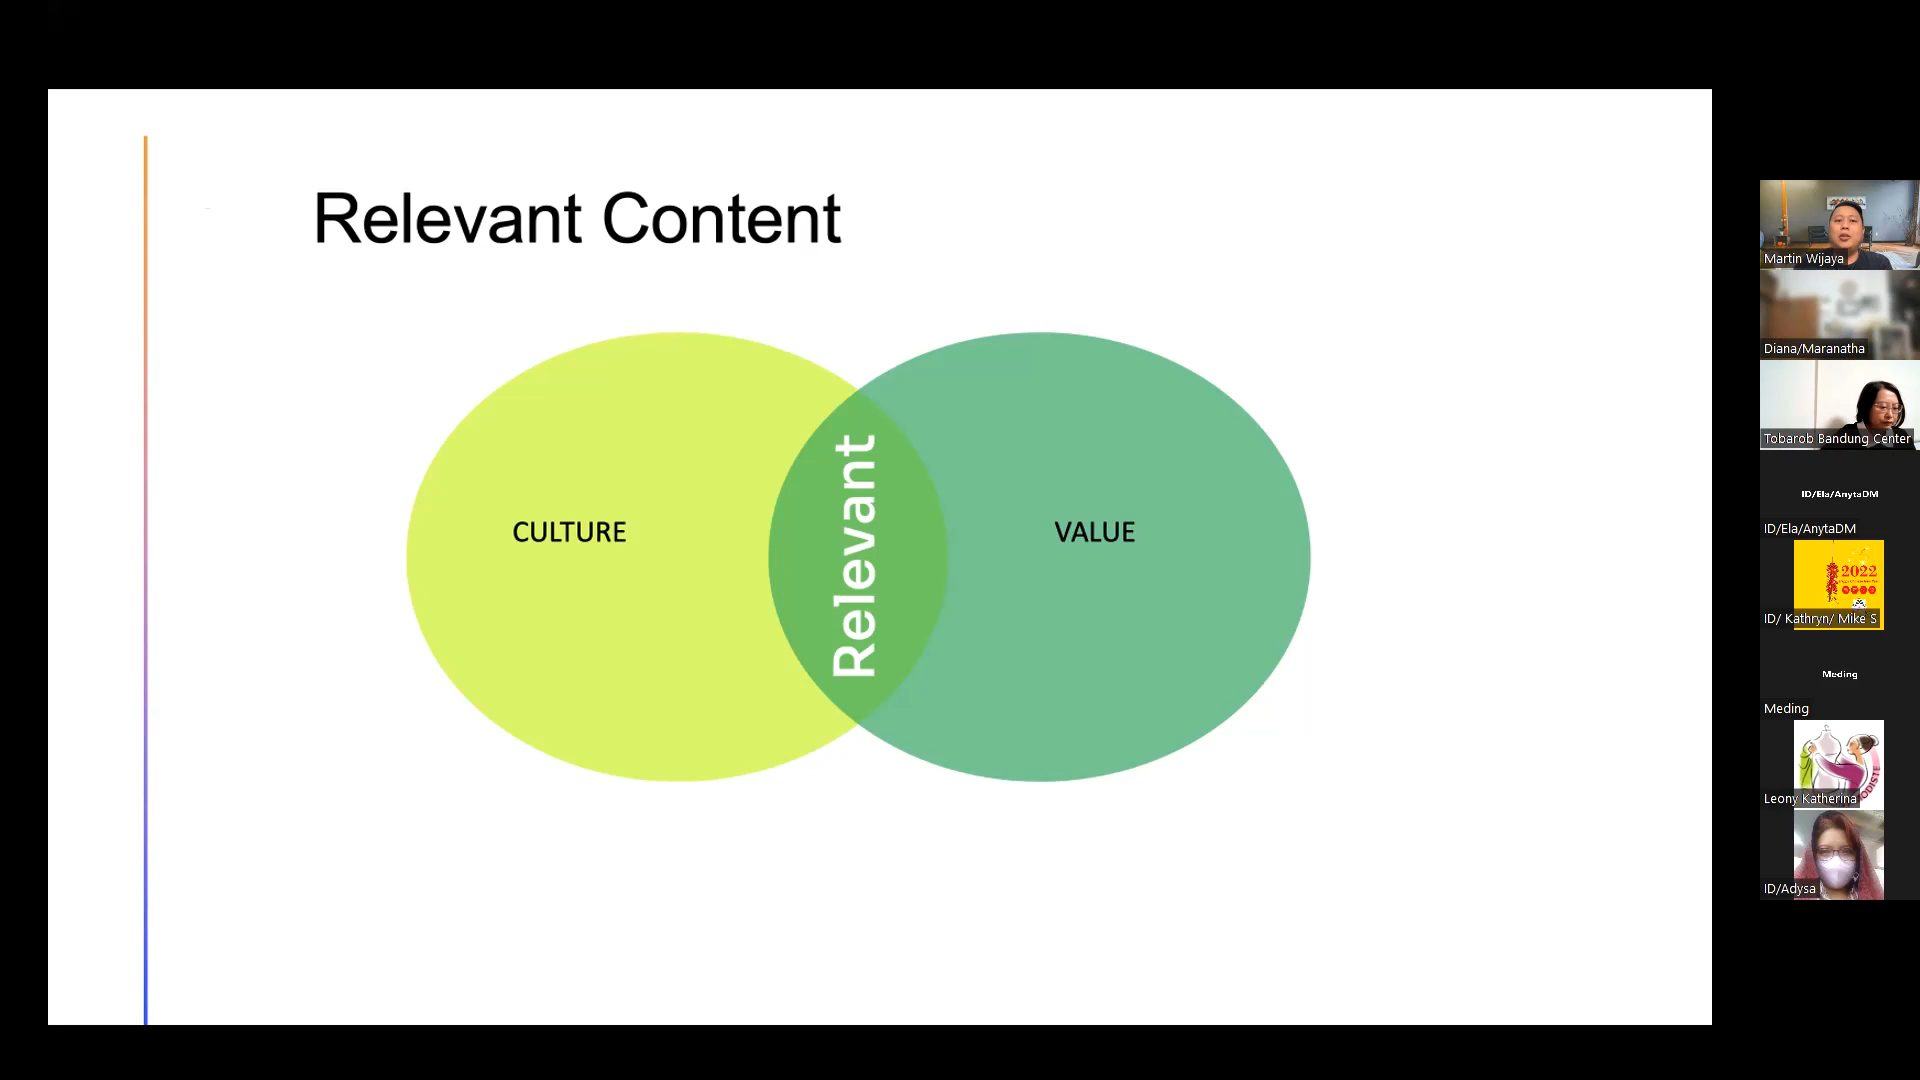 Relevant Content
CULTURE
Relevant
VALUE
Martin Wijaya
Diana/Maranatha
Tobarob Bandung Center
ID/Ela/AnytaDM
ID/Ela/AnytaDM
2022
ID/ Kathryn/ Mike S
Meding
Meding
Leony Katherina
ID/Adysa